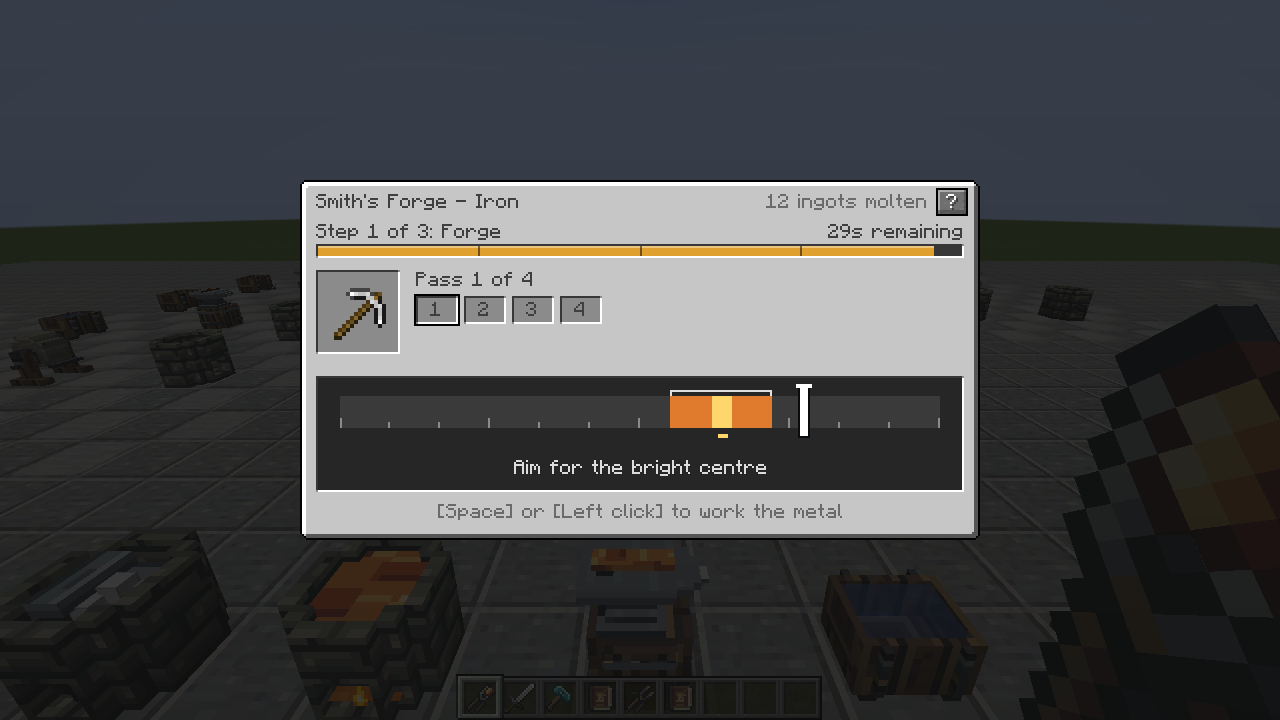 Smith's Forge - Iron
12 ingots molten
?
Step 1 of 3: Forge
29s remaining
Pass 1 of 4
1 2 3 4
Aim for the bright centre
[Space] or [Left click] to work the metal